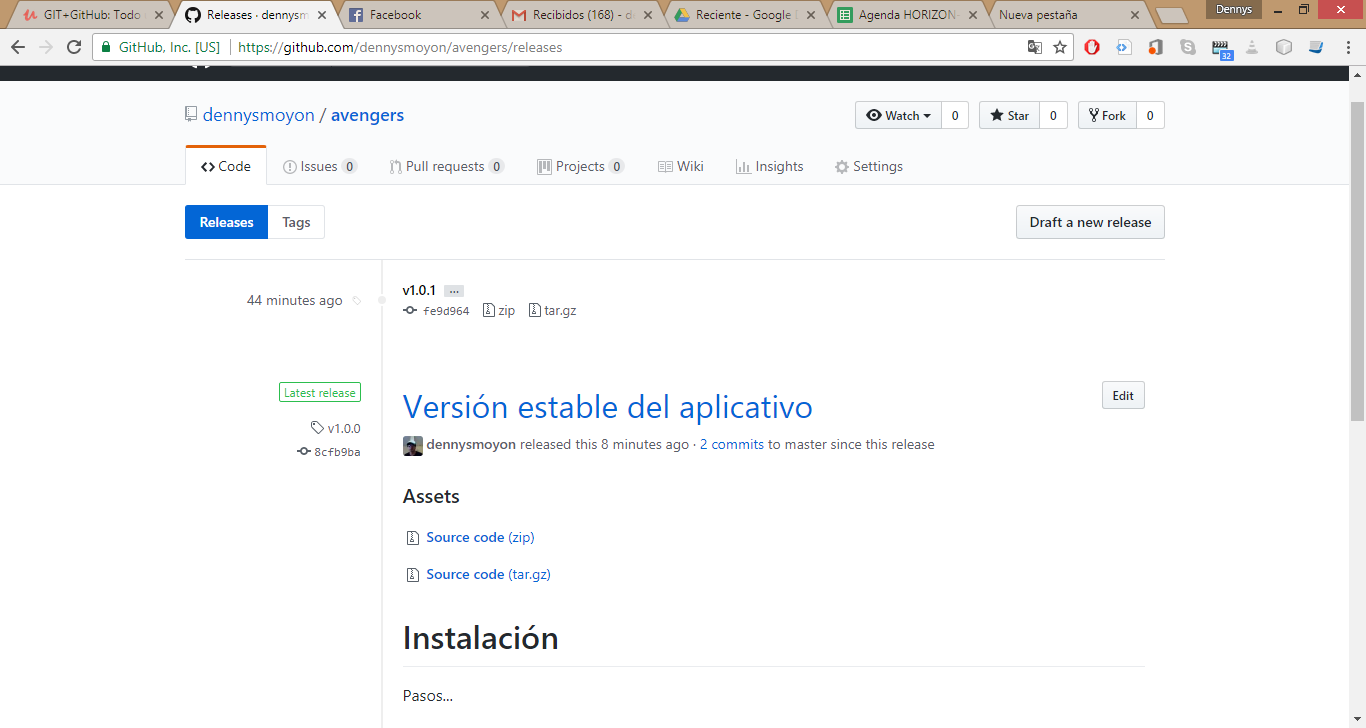 GIT+GitHub: Todo
Releases · dennysm
Facebook
Recibidos (168) - d
Reciente - Google
Agenda HORIZON
Nueva pestaña
Dennys
GitHub, Inc. [US]
https://github.com/dennysmoyon/avengers/releases
32
dennysmoyon / avengers
Watch 0
Star 0
Fork 0
Code
Issues 0
Pull requests 0
Projects 0
Wiki
Insights
Settings
Releases
Tags
Draft a new release
44 minutes ago
v1.0.1 ...
fe9d964 zip tar.gz
Latest release
v1.0.0
8cfb9ba
Versión estable del aplicativo
Edit
dennysmoyon released this 8 minutes ago · 2 commits to master since this release
Assets
Source code (zip)
Source code (tar.gz)
Instalación
Pasos...